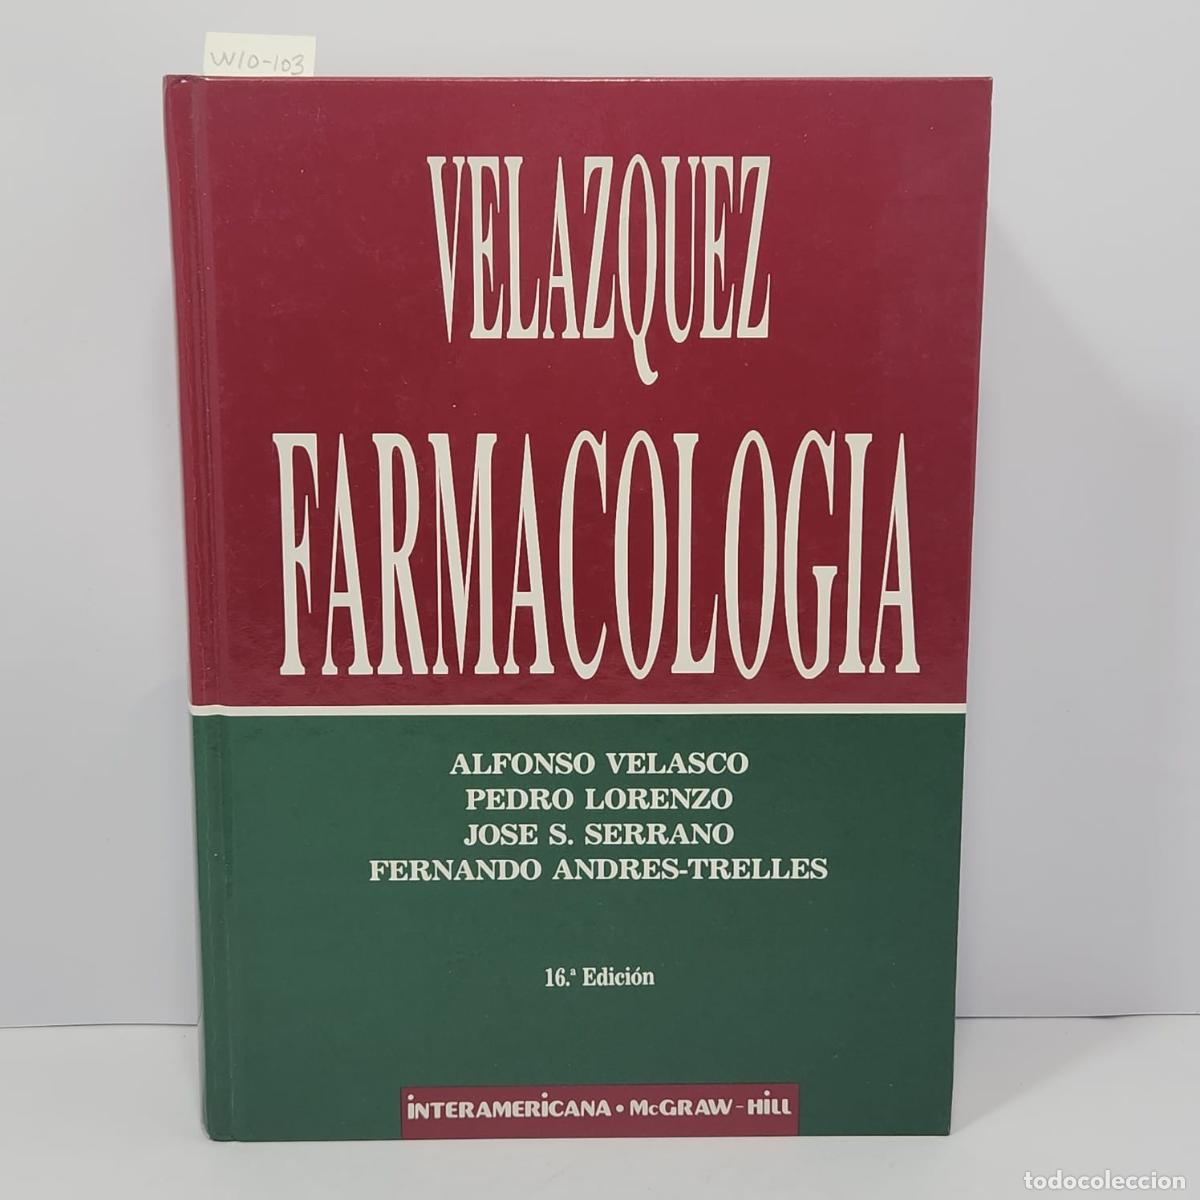 W10-103
VELAZQUEZ
FARMACOLOGIA
ALFONSO VELASCO
PEDRO LORENZO
JOSE S. SERRANO
FERNANDO ANDRES-TRELLES
16.ª Edición
INTERAMERICANA • McGRAW-HILL
todocoleccion